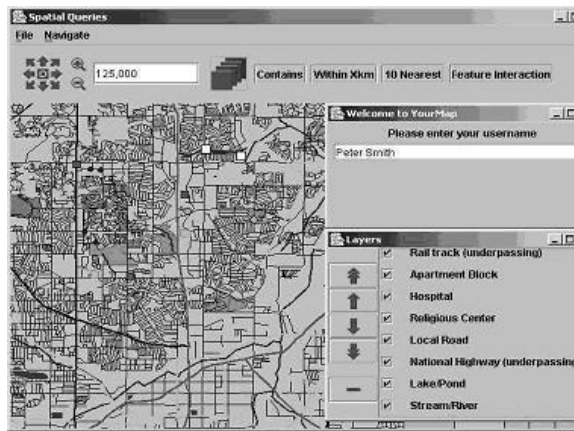 Spatial Queries
File Navigate
125,000
Contains Within Xkm 10 Nearest Feature Interaction
Welcome to YourMap
Please enter your username
Peter Smith
Layers
Rail track (underpassing)
Apartment Block
Hospital
Religious Center
Local Road
National Highway (underpassing
Lake/Pond
Stream/River